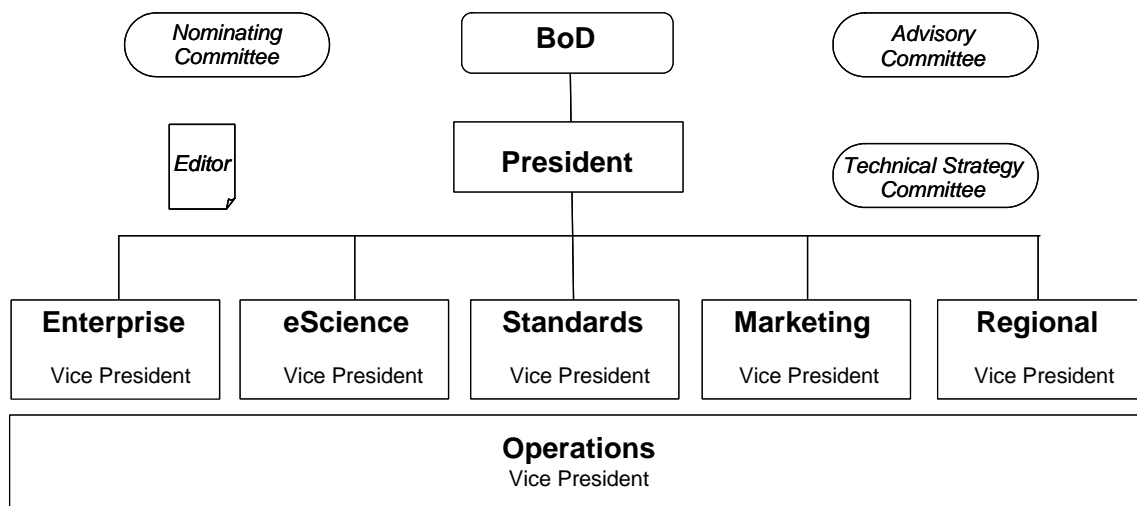 Nominating
Committee
BoD
Advisory
Committee
Editor
President
Technical Strategy
Committee
Enterprise
Vice President
eScience
Vice President
Standards
Vice President
Marketing
Vice President
Regional
Vice President
Operations
Vice President